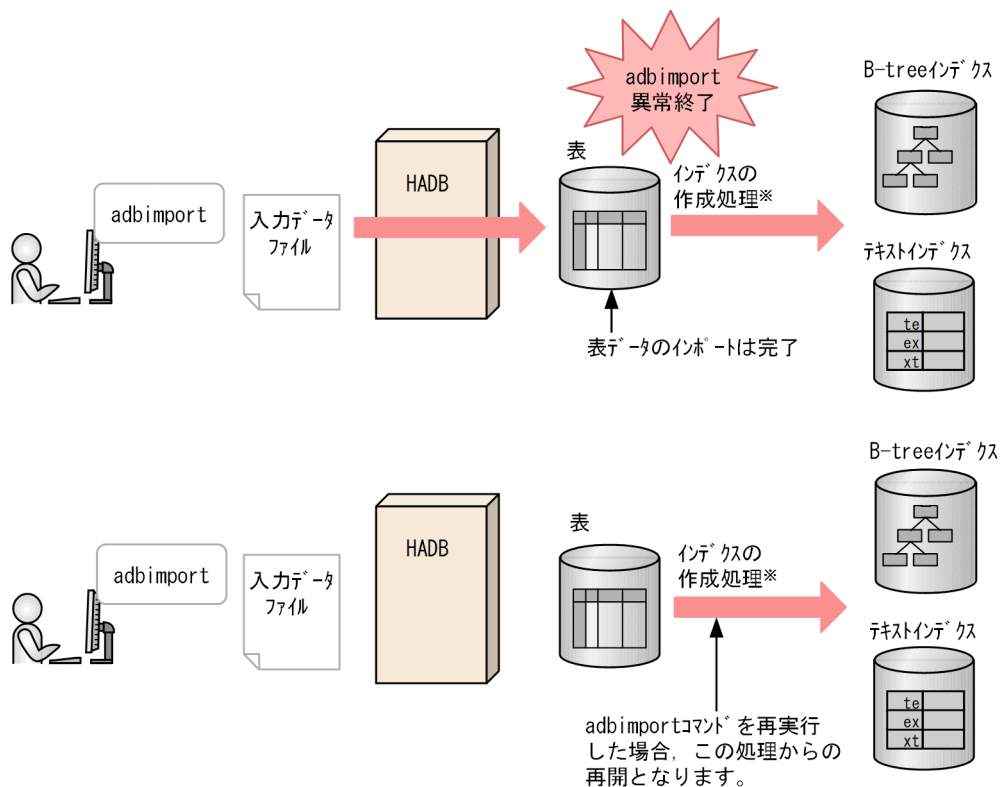 adbimport
異常終了
B-treeインデクス
表
HADB
インデクスの
作成処理※
adbimport
入力データ
ファイル
テキストインデクス
te
ex
xt
表データのインポートは完了
B-treeインデクス
表
HADB
インデクスの
作成処理※
adbimport
入力データ
ファイル
テキストインデクス
te
ex
xt
adbimportコマンドを再実行
した場合，この処理からの
再開となります。